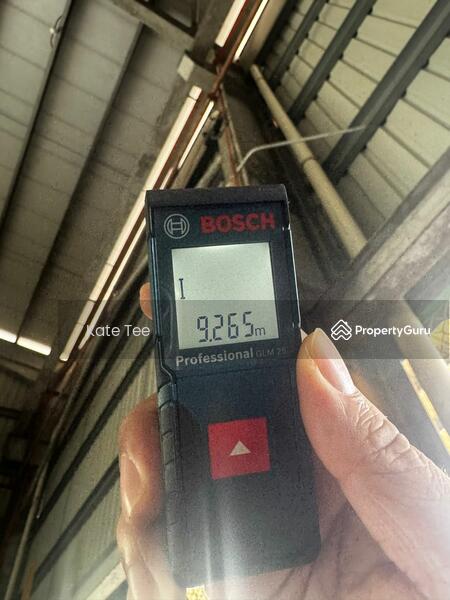 BOSCH
9.265m
Professional GLM 25
Kate Tee
PropertyGuru